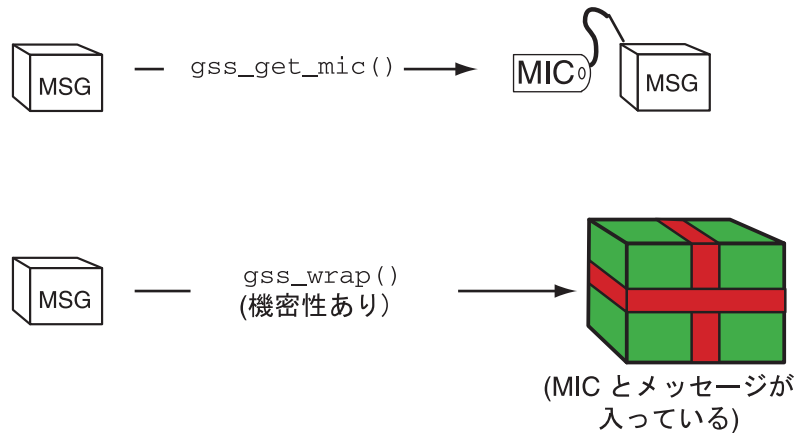 MSG
gss_get_mic()
MIC
MSG
MSG
gss_wrap()
(機密性あり)
(MIC とメッセージが
入っている)